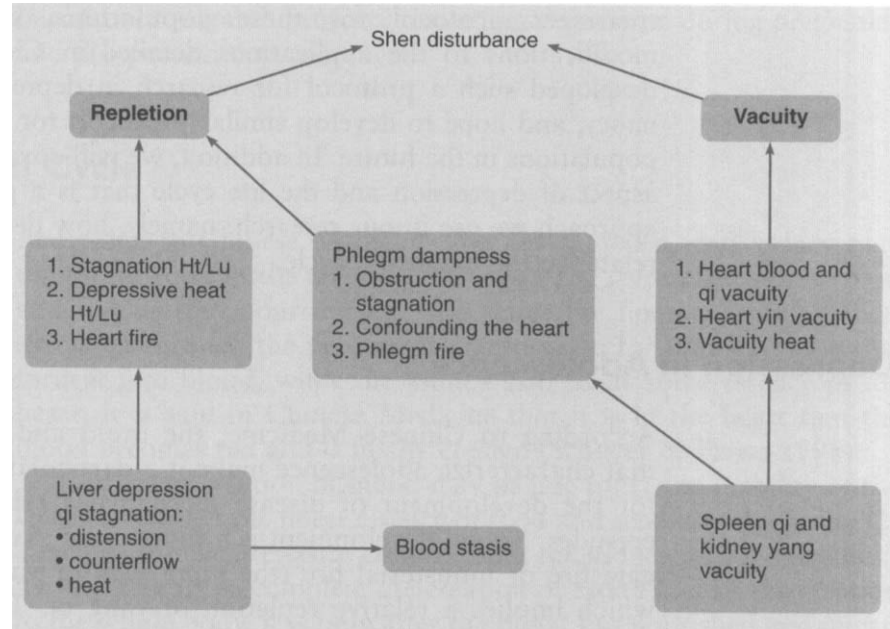 Shen disturbance
Repletion
Vacuity
1. Stagnation Ht/Lu
2. Depressive heat
Ht/Lu
3. Heart fire
Phlegm dampness
1. Obstruction and
stagnation
2. Confounding the heart
3. Phlegm fire
1. Heart blood and
qi vacuity
2. Heart yin vacuity
3. Vacuity heat
Liver depression
qi stagnation:
• distension
• counterflow
• heat
Blood stasis
Spleen qi and
kidney yang
vacuity